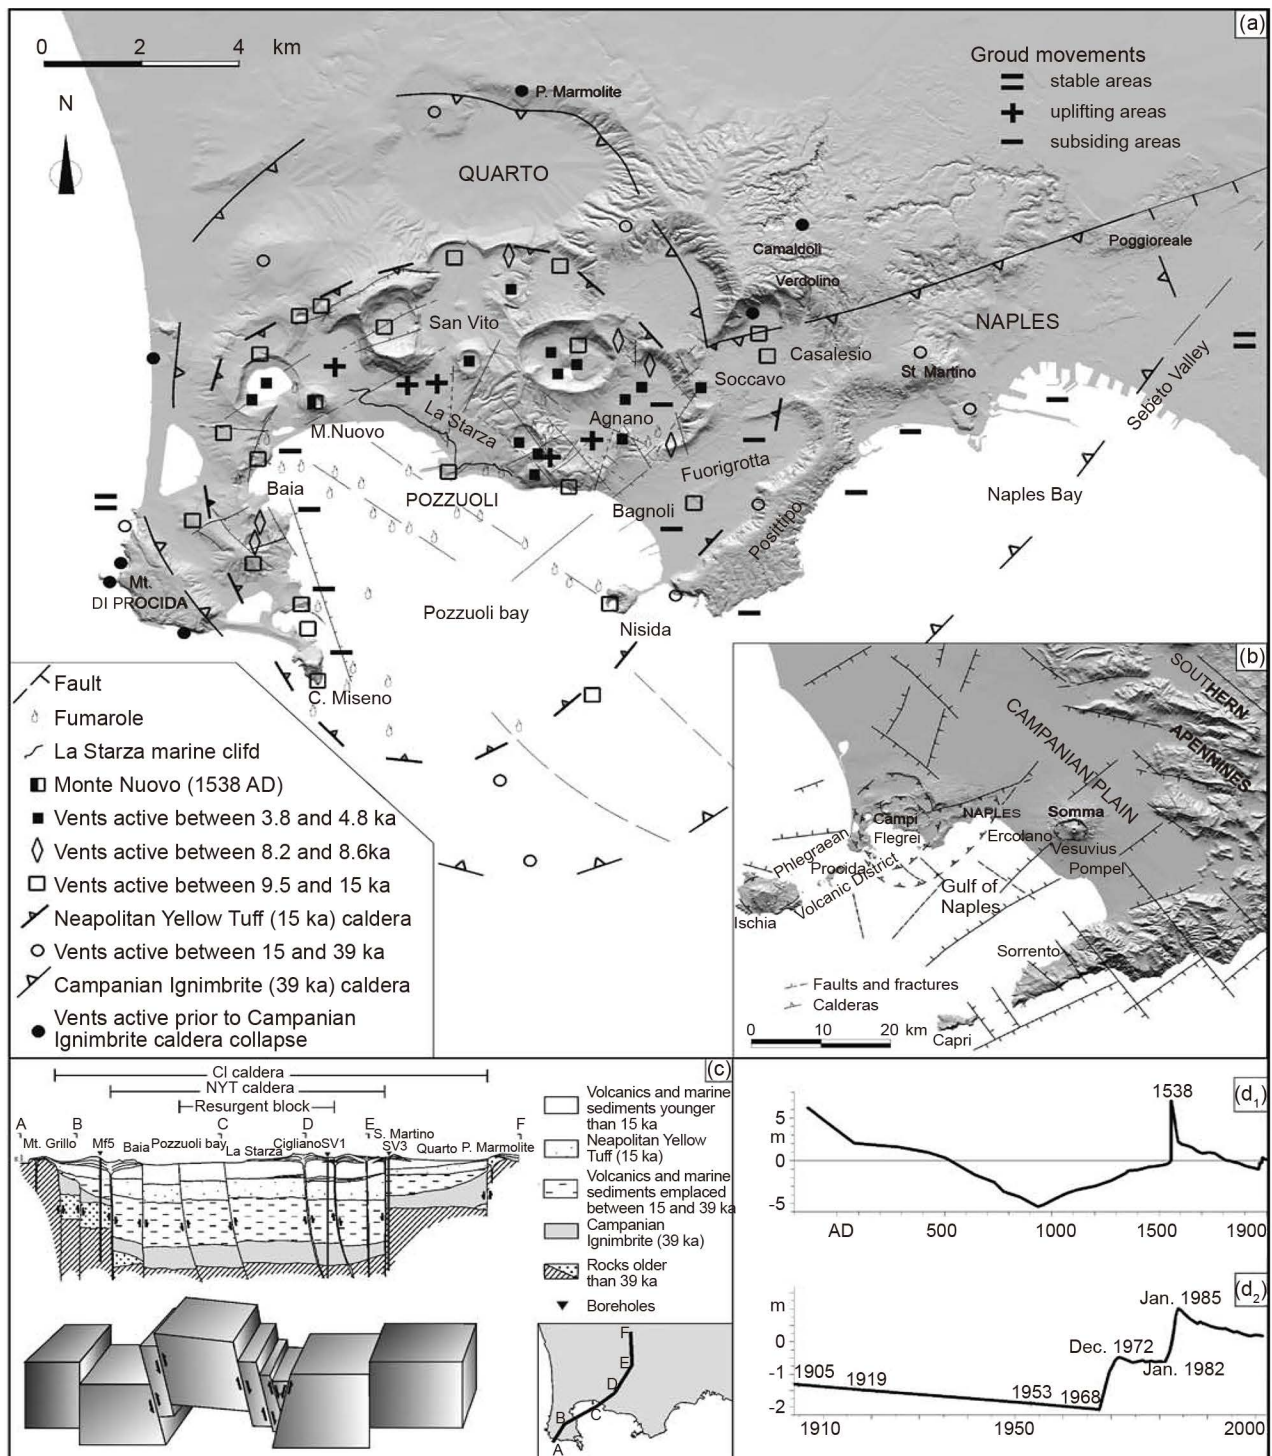 (a)
0 2 4 km
Groud movements
stable areas
uplifting areas
subsiding areas
N
P. Marmolite
QUARTO
Camaldoli
Verdolino
Poggioreale
San Vito
NAPLES
Casalesio
Soccavo
St Martino
Sebeto Valley
La Starza
Agnano
M.Nuovo
Fuorigrotta
Baia
POZZUOLI
Bagnoli
Naples Bay
Posittipo
Mt.
DI PROCIDA
Pozzuoli bay
Nisida
C. Miseno
Fault
Fumarole
La Starza marine clifd
Monte Nuovo (1538 AD)
Vents active between 3.8 and 4.8 ka
Vents active between 8.2 and 8.6ka
Vents active between 9.5 and 15 ka
Neapolitan Yellow Tuff (15 ka) caldera
Vents active between 15 and 39 ka
Campanian Ignimbrite (39 ka) caldera
Vents active prior to Campanian
Ignimbrite caldera collapse
(b)
SOUTHERN
APENNINES
CAMPANIAN PLAIN
Campi
Flegrei
NAPLES
Somma
Ercolano
Vesuvius
Pompel
Phlegraean
Volcanic District
Procida
Gulf of
Naples
Ischia
Sorrento
Faults and fractures
Calderas
0 10 20 km
Capri
(c)
CI caldera
NYT caldera
Resurgent block
A B C D E F
Mt. Grillo Mf5 Baia Pozzuoli bay La Starza Cigliano SV1 S. Martino SV3 Quarto P. Marmolite
Volcanics and marine
sediments younger
than 15 ka
Neapolitan Yellow
Tuff (15 ka)
Volcanics and marine
sediments emplaced
between 15 and 39 ka
Campanian
Ignimbrite (39 ka)
Rocks older
than 39 ka
Boreholes
F
E
D
C
B
A
(d1)
1538
5
m
0
-5
AD 500 1000 1500 1900
(d2)
m
0
-1
-2
Jan. 1985
Dec. 1972
Jan. 1982
1905
1919
1953
1968
1910 1950 2000